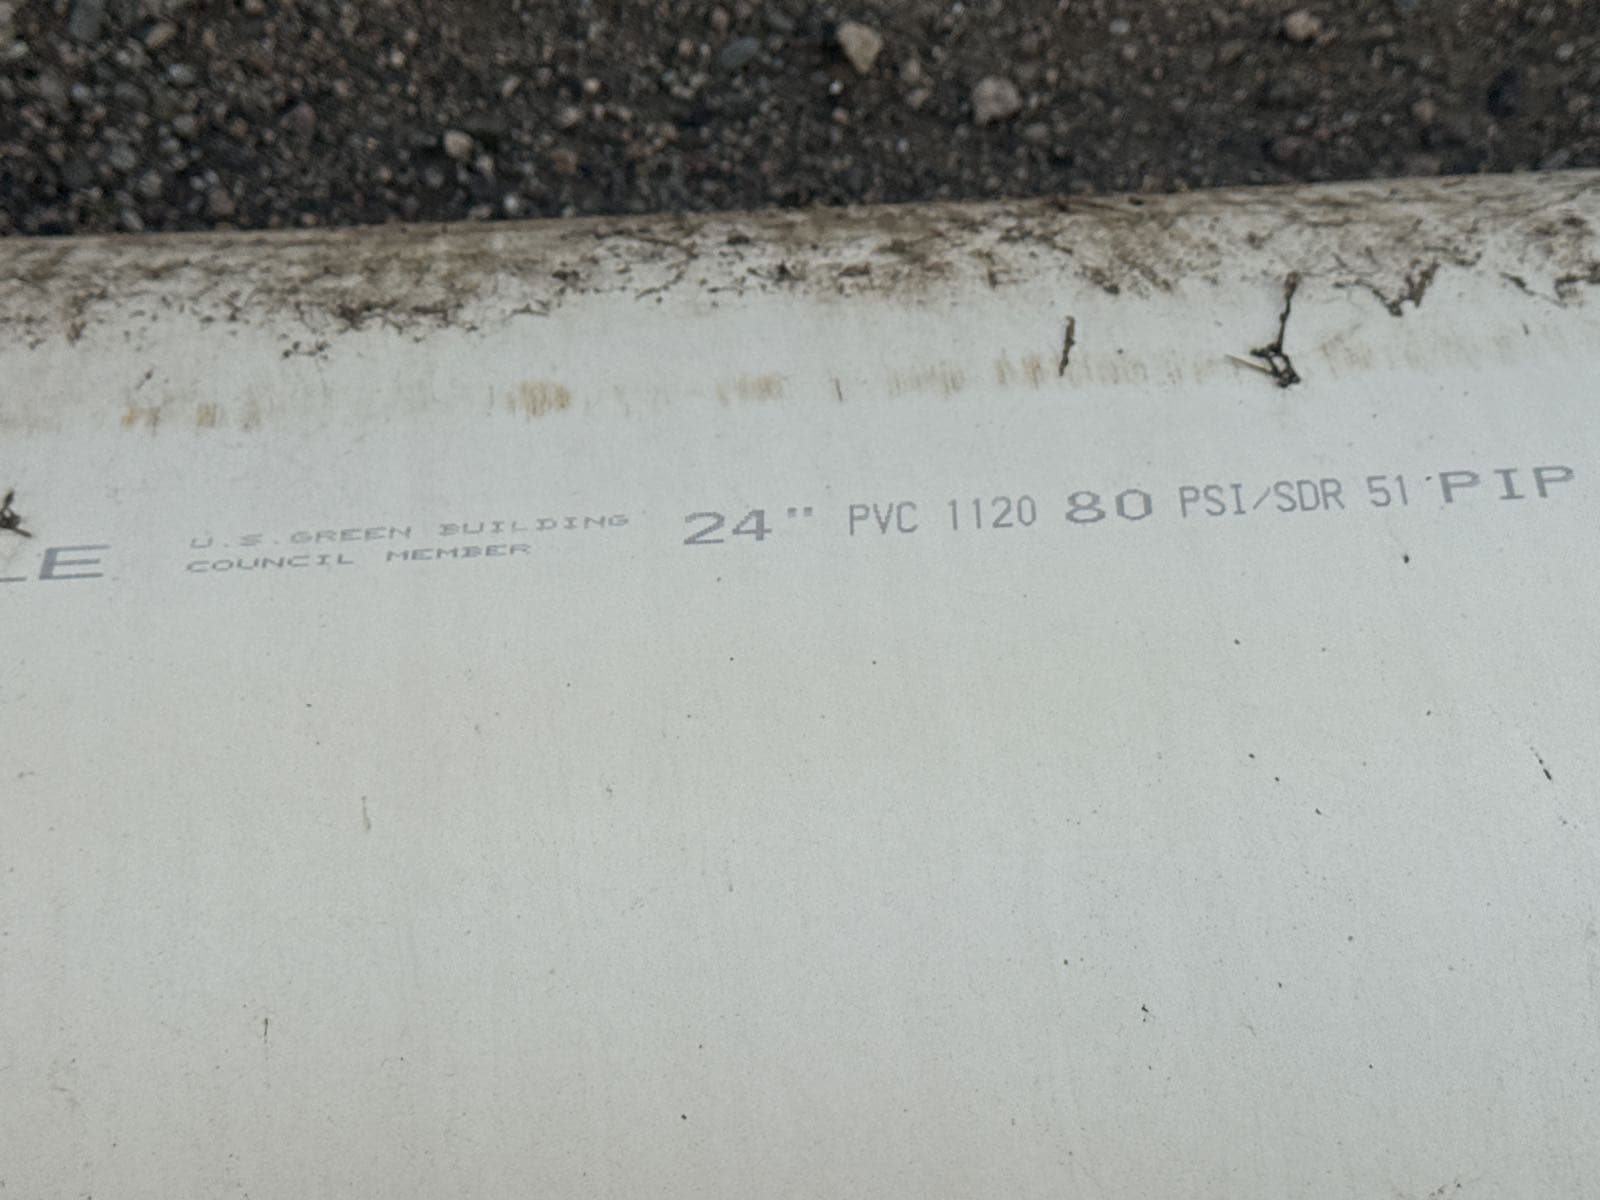 LE
U.S.GREEN BUILDING
COUNCIL MEMBER
24" PVC 1120 80 PSI/SDR 51 PIP